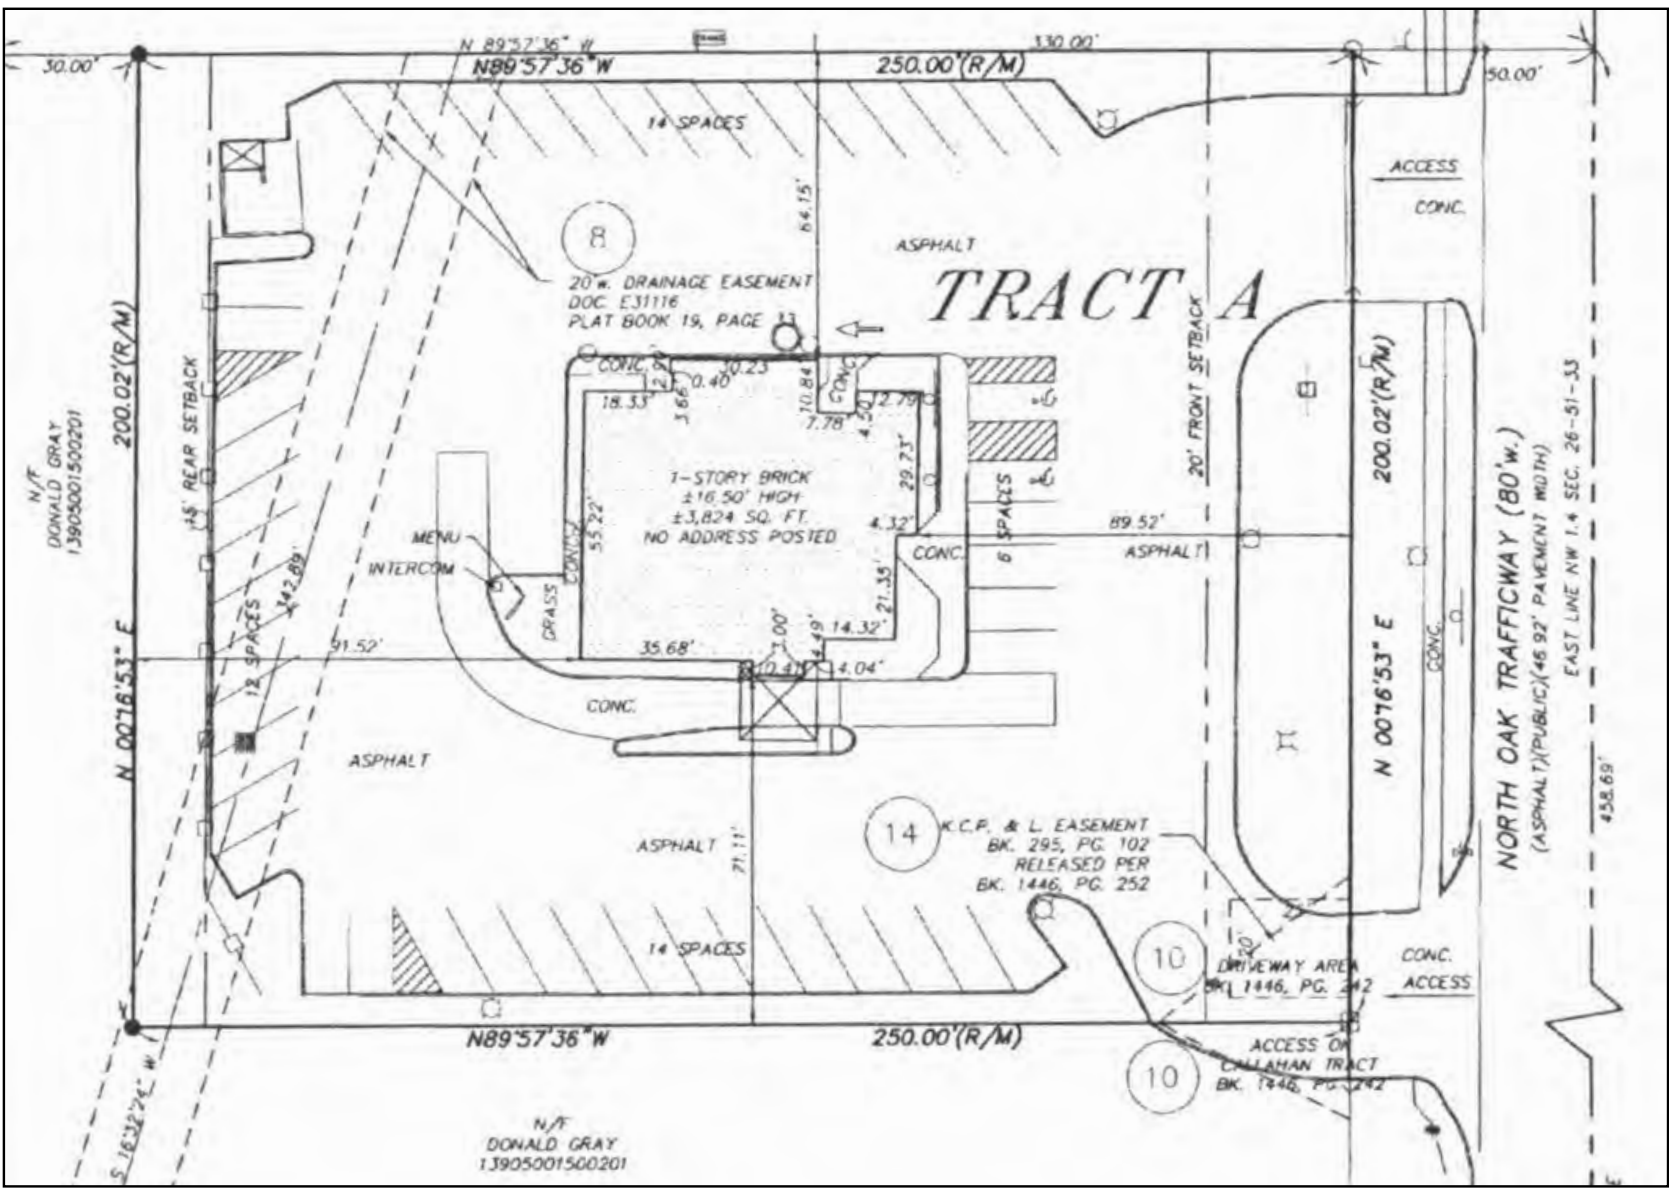 N 89°57'36" W
330.00'
30.00'
N89°57'36"W
250.00'(R/M)
50.00'
14 SPACES
ACCESS
CONC.
64.15'
8
ASPHALT
20'w. DRAINAGE EASEMENT
DOC. E31116
PLAT BOOK 19, PAGE 33
TRACT A
200.02'(R/M)
15' REAR SETBACK
20' FRONT SETBACK
200.02'(R/M)
N/F
DONALD GRAY
13905001500201
CONC.
30.23
0.40
18.33'
3.66'
10.84'
CONC.
12.79'
7.78'
4.50'
29.73'
1-STORY BRICK
±16.50' HIGH
±3,824 SQ. FT.
NO ADDRESS POSTED
55.22'
CONC.
MENU
INTERCOM
GRASS
4.32'
CONC.
6 SPACES
89.52'
ASPHALT
21.35'
14.32'
4.49'
1.00'
35.68'
10.41
4.04'
91.52'
12 SPACES
342.89'
N 00°16'53" E
N 00°16'53" E
CONC.
NORTH OAK TRAFFICWAY (80'w.)
(ASPHALT)(PUBLIC)(46.92' PAVEMENT WIDTH)
EAST LINE NW 1.4 SEC. 26-51-33
458.69'
CONC.
ASPHALT
ASPHALT
71.11'
14
K.C.P. & L. EASEMENT
BK. 295, PG. 102
RELEASED PER
BK. 1446, PG. 252
14 SPACES
10
20'
DRIVEWAY AREA
BK. 1446, PG. 242
CONC.
ACCESS
N89°57'36"W
250.00'(R/M)
10
ACCESS ON
CALLAHAN TRACT
BK. 1446, PG. 242
S 16°32'24" W
N/F
DONALD GRAY
13905001500201